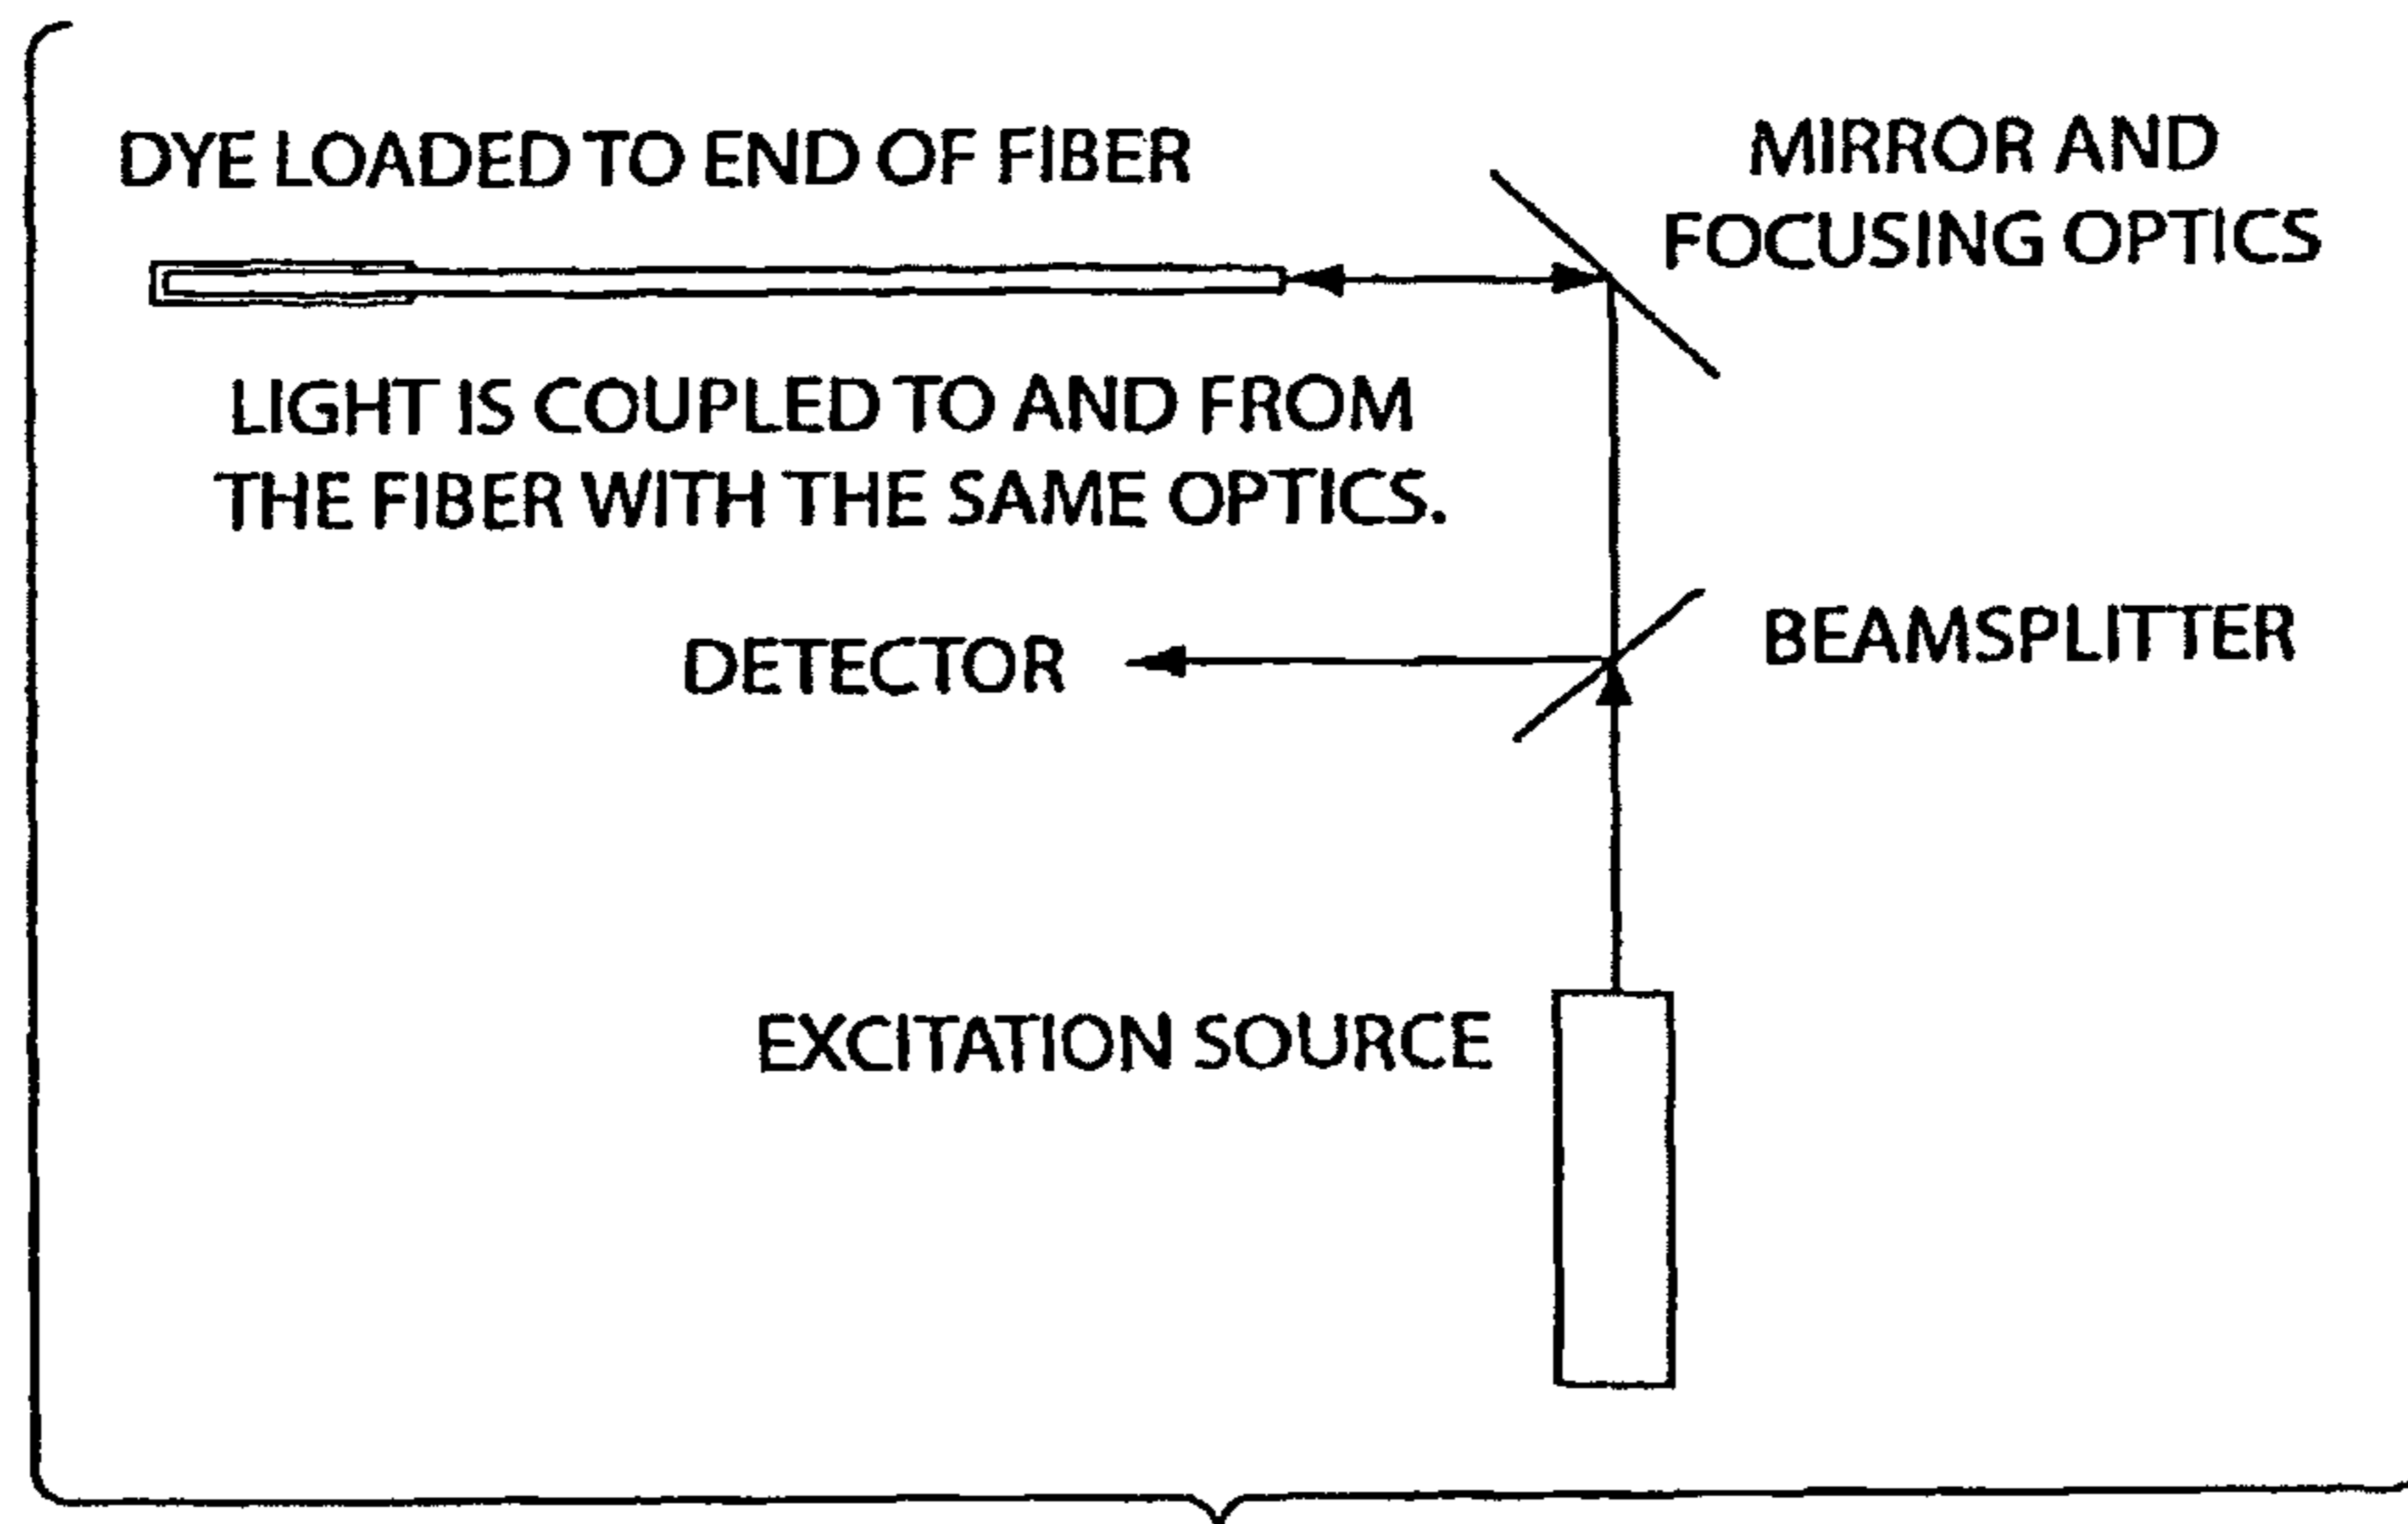 DYE LOADED TO END OF FIBER
MIRROR AND
FOCUSING OPTICS
LIGHT IS COUPLED TO AND FROM
THE FIBER WITH THE SAME OPTICS.
BEAMSPLITTER
DETECTOR
EXCITATION SOURCE